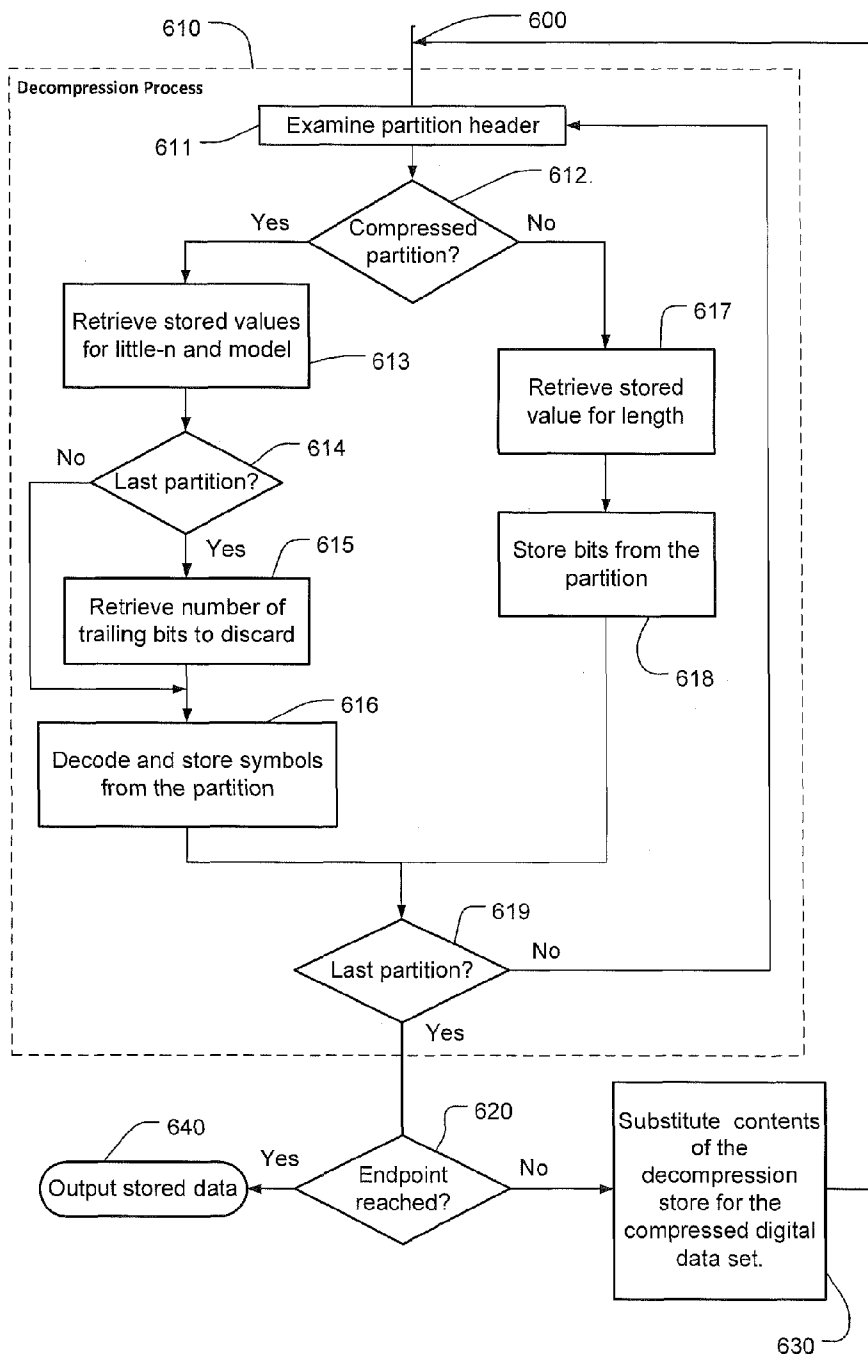 610
600
Decompression Process
611
Examine partition header
612.
Yes
Compressed
partition?
No
Retrieve stored values
for little-n and model
613
617
Retrieve stored
value for length
No
Last partition?
614
Yes
615
Retrieve number of
trailing bits to discard
Store bits from the
partition
618
616
Decode and store symbols
from the partition
619
Last partition?
No
Yes
640
Output stored data
Yes
620
Endpoint
reached?
No
Substitute contents
of the
decompression
store for the
compressed digital
data set.
630